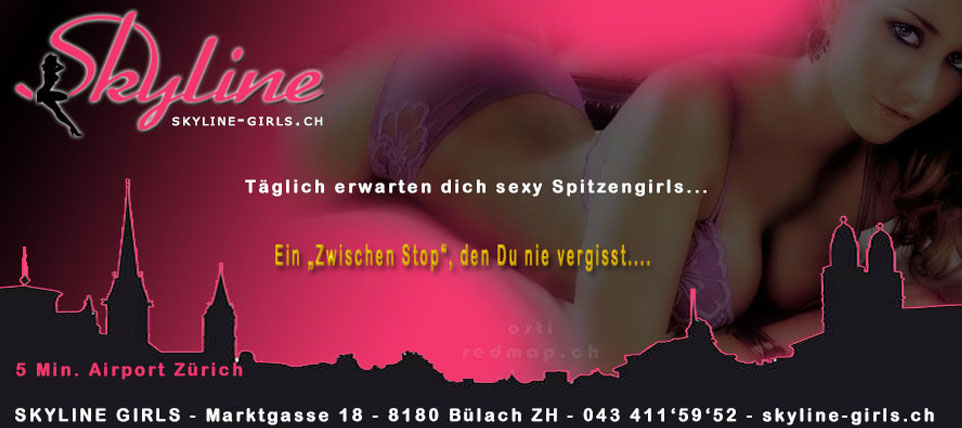 Skyline
SKYLINE-GIRLS.CH
Täglich erwarten dich sexy Spitzengirls...
Ein „Zwischen Stop“, den Du nie vergisst....
osti
redmap.ch
5 Min. Airport Zürich
SKYLINE GIRLS - Marktgasse 18 - 8180 Bülach ZH - 043 411‘59‘52 - skyline-girls.ch